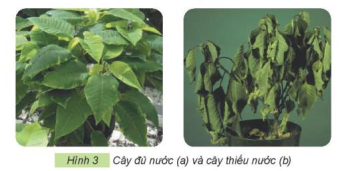 Hình 3 Cây đủ nước (a) và cây thiếu nước (b)